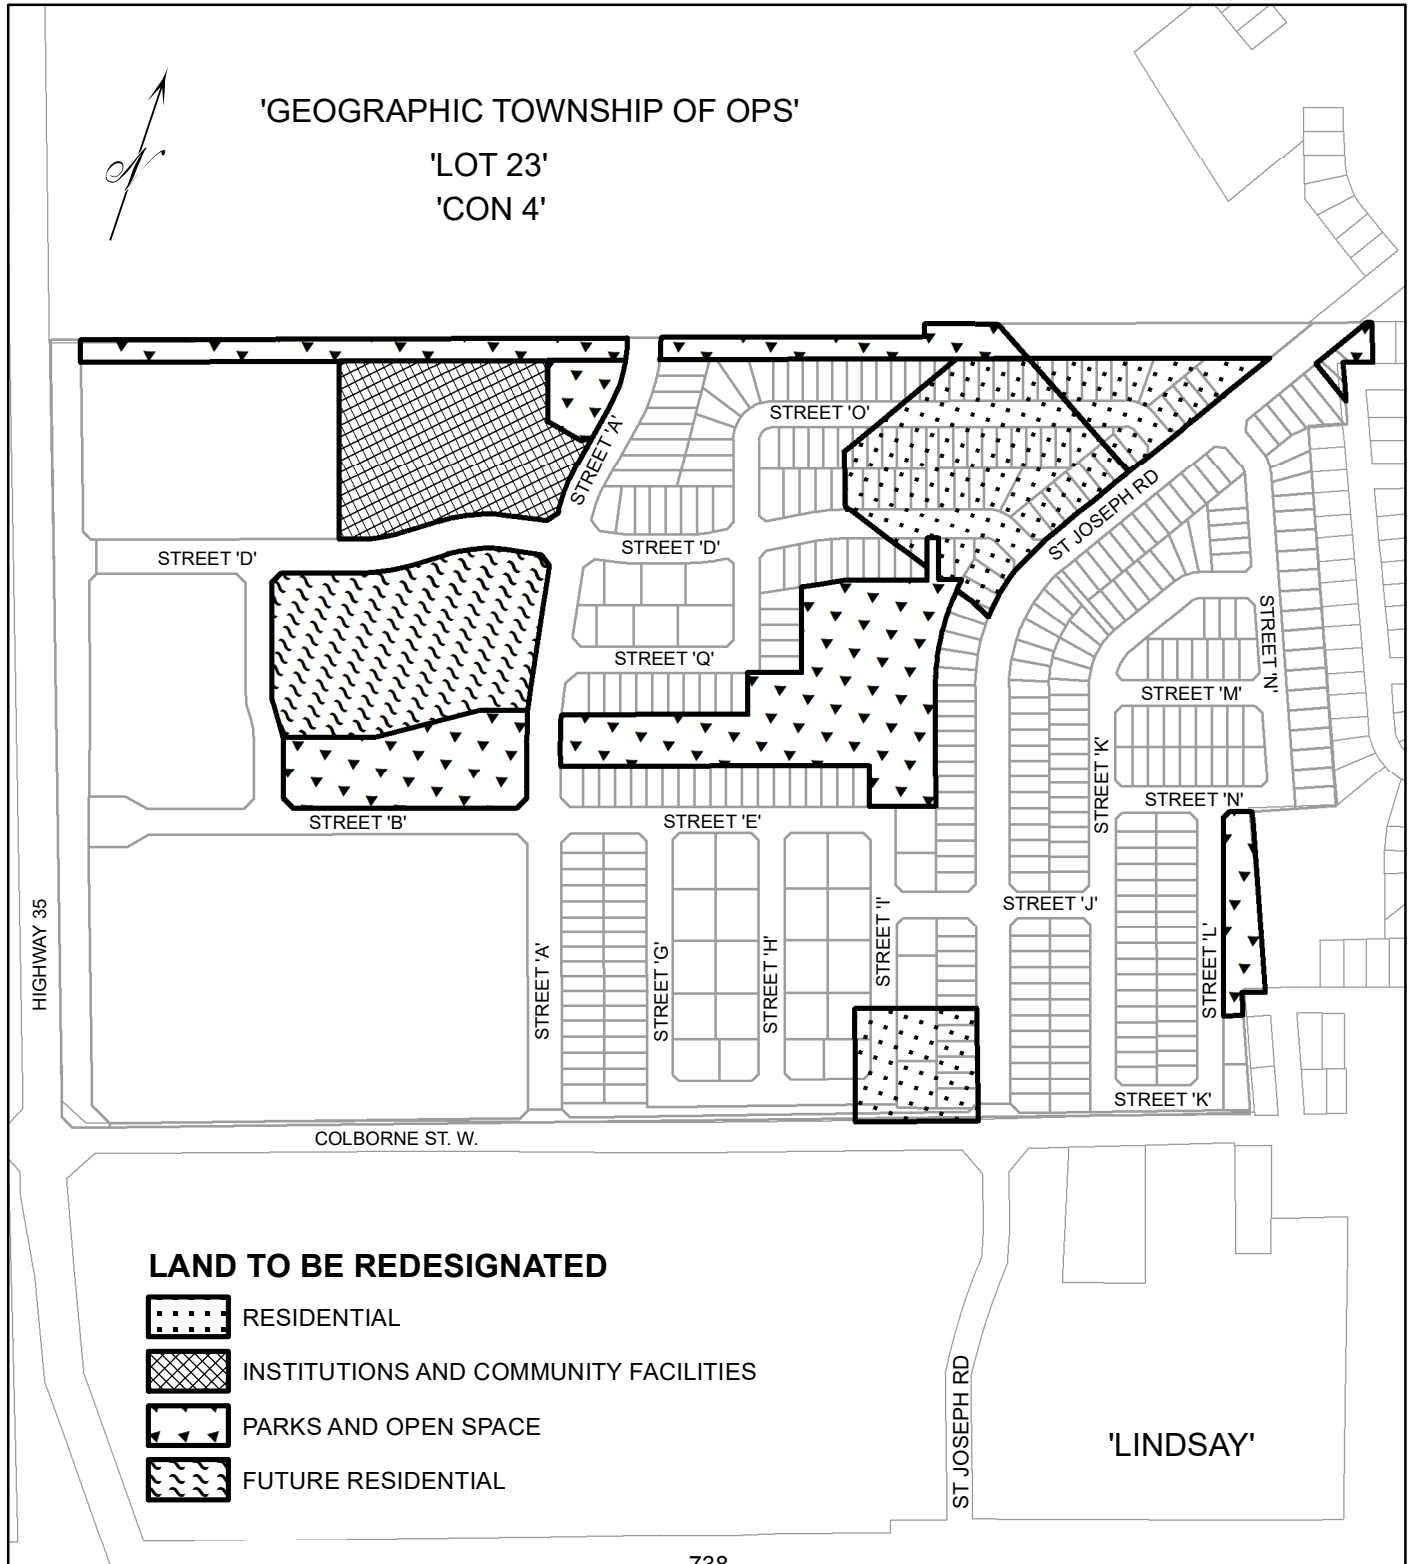 'GEOGRAPHIC TOWNSHIP OF OPS'
'LOT 23'
'CON 4'
N
STREET 'O'
STREET 'A'
ST JOSEPH RD
STREET 'D'
STREET 'D'
STREET 'N'
STREET 'Q'
STREET 'M'
STREET 'K'
STREET 'N'
STREET 'B'
STREET 'E'
HIGHWAY 35
STREET 'A'
STREET 'G'
STREET 'H'
STREET 'I'
STREET 'J'
STREET 'L'
STREET 'K'
COLBORNE ST. W.
LAND TO BE REDESIGNATED
RESIDENTIAL
INSTITUTIONS AND COMMUNITY FACILITIES
PARKS AND OPEN SPACE
FUTURE RESIDENTIAL
ST JOSEPH RD
'LINDSAY'
738